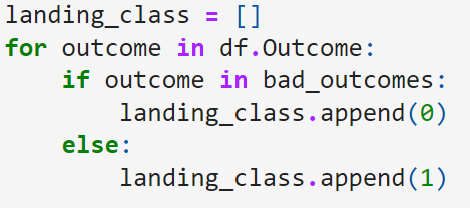 landing_class = []
for outcome in df.Outcome:
    if outcome in bad_outcomes:
        landing_class.append(0)
    else:
        landing_class.append(1)